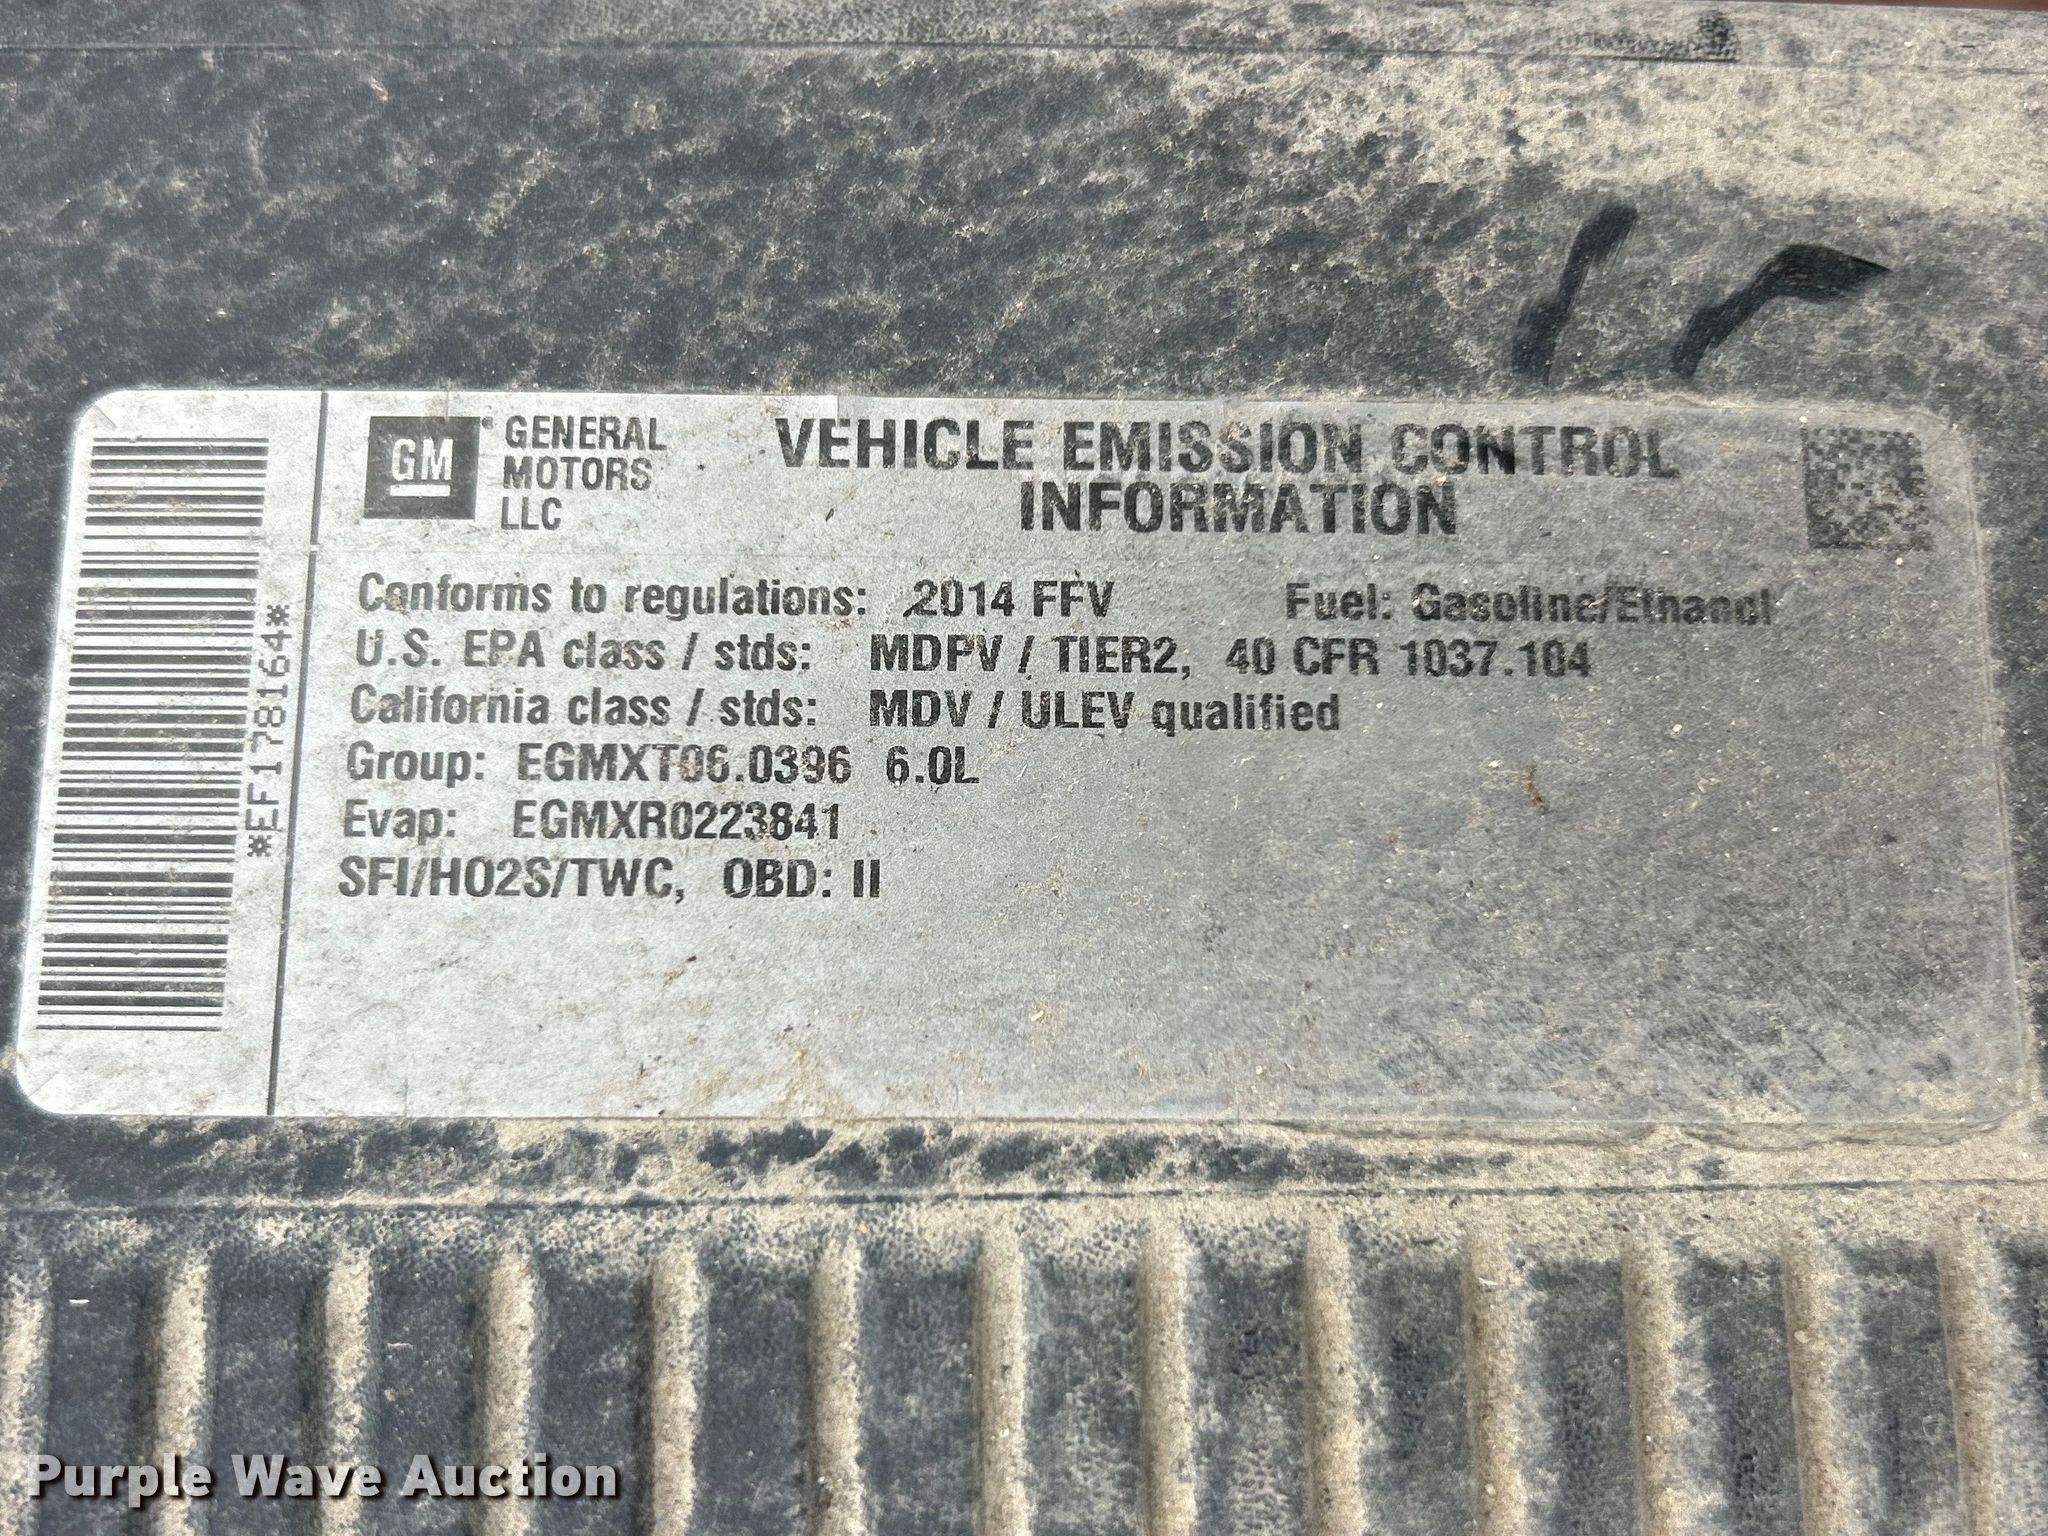 *EF178164*
GM® GENERAL
MOTORS
LLC
VEHICLE EMISSION CONTROL
INFORMATION
Conforms to regulations: 2014 FFV Fuel: Gasoline/Ethanol
U.S. EPA class / stds: MDPV / TIER2, 40 CFR 1037.104
California class / stds: MDV / ULEV qualified
Group: EGMXT06.0396 6.0L
Evap: EGMXR0223841
SFI/HO2S/TWC, OBD: II
Purple Wave Auction